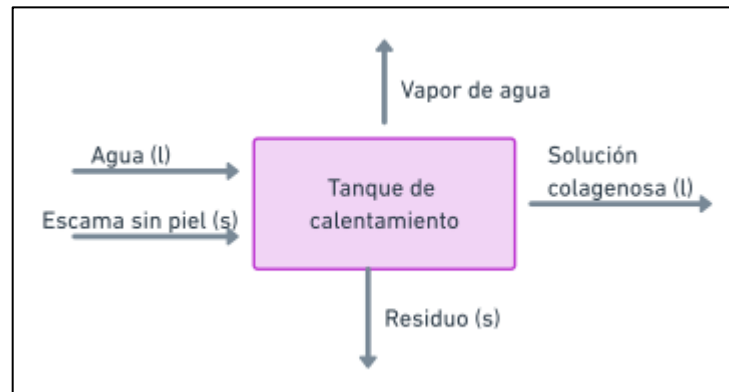 Vapor de agua
Agua (l)
Escama sin piel (s)
Tanque de
calentamiento
Solución
colagenosa (l)
Residuo (s)